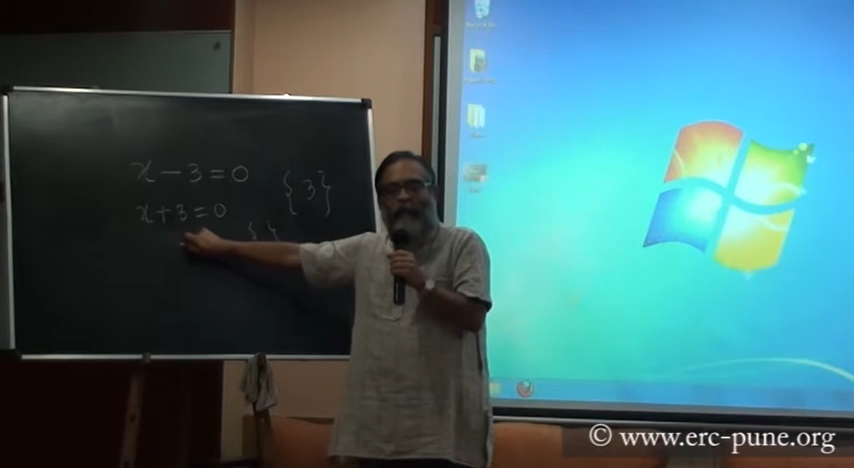 x - 3 = 0
{3}
x + 3 = 0
{ }
© www.erc-pune.org